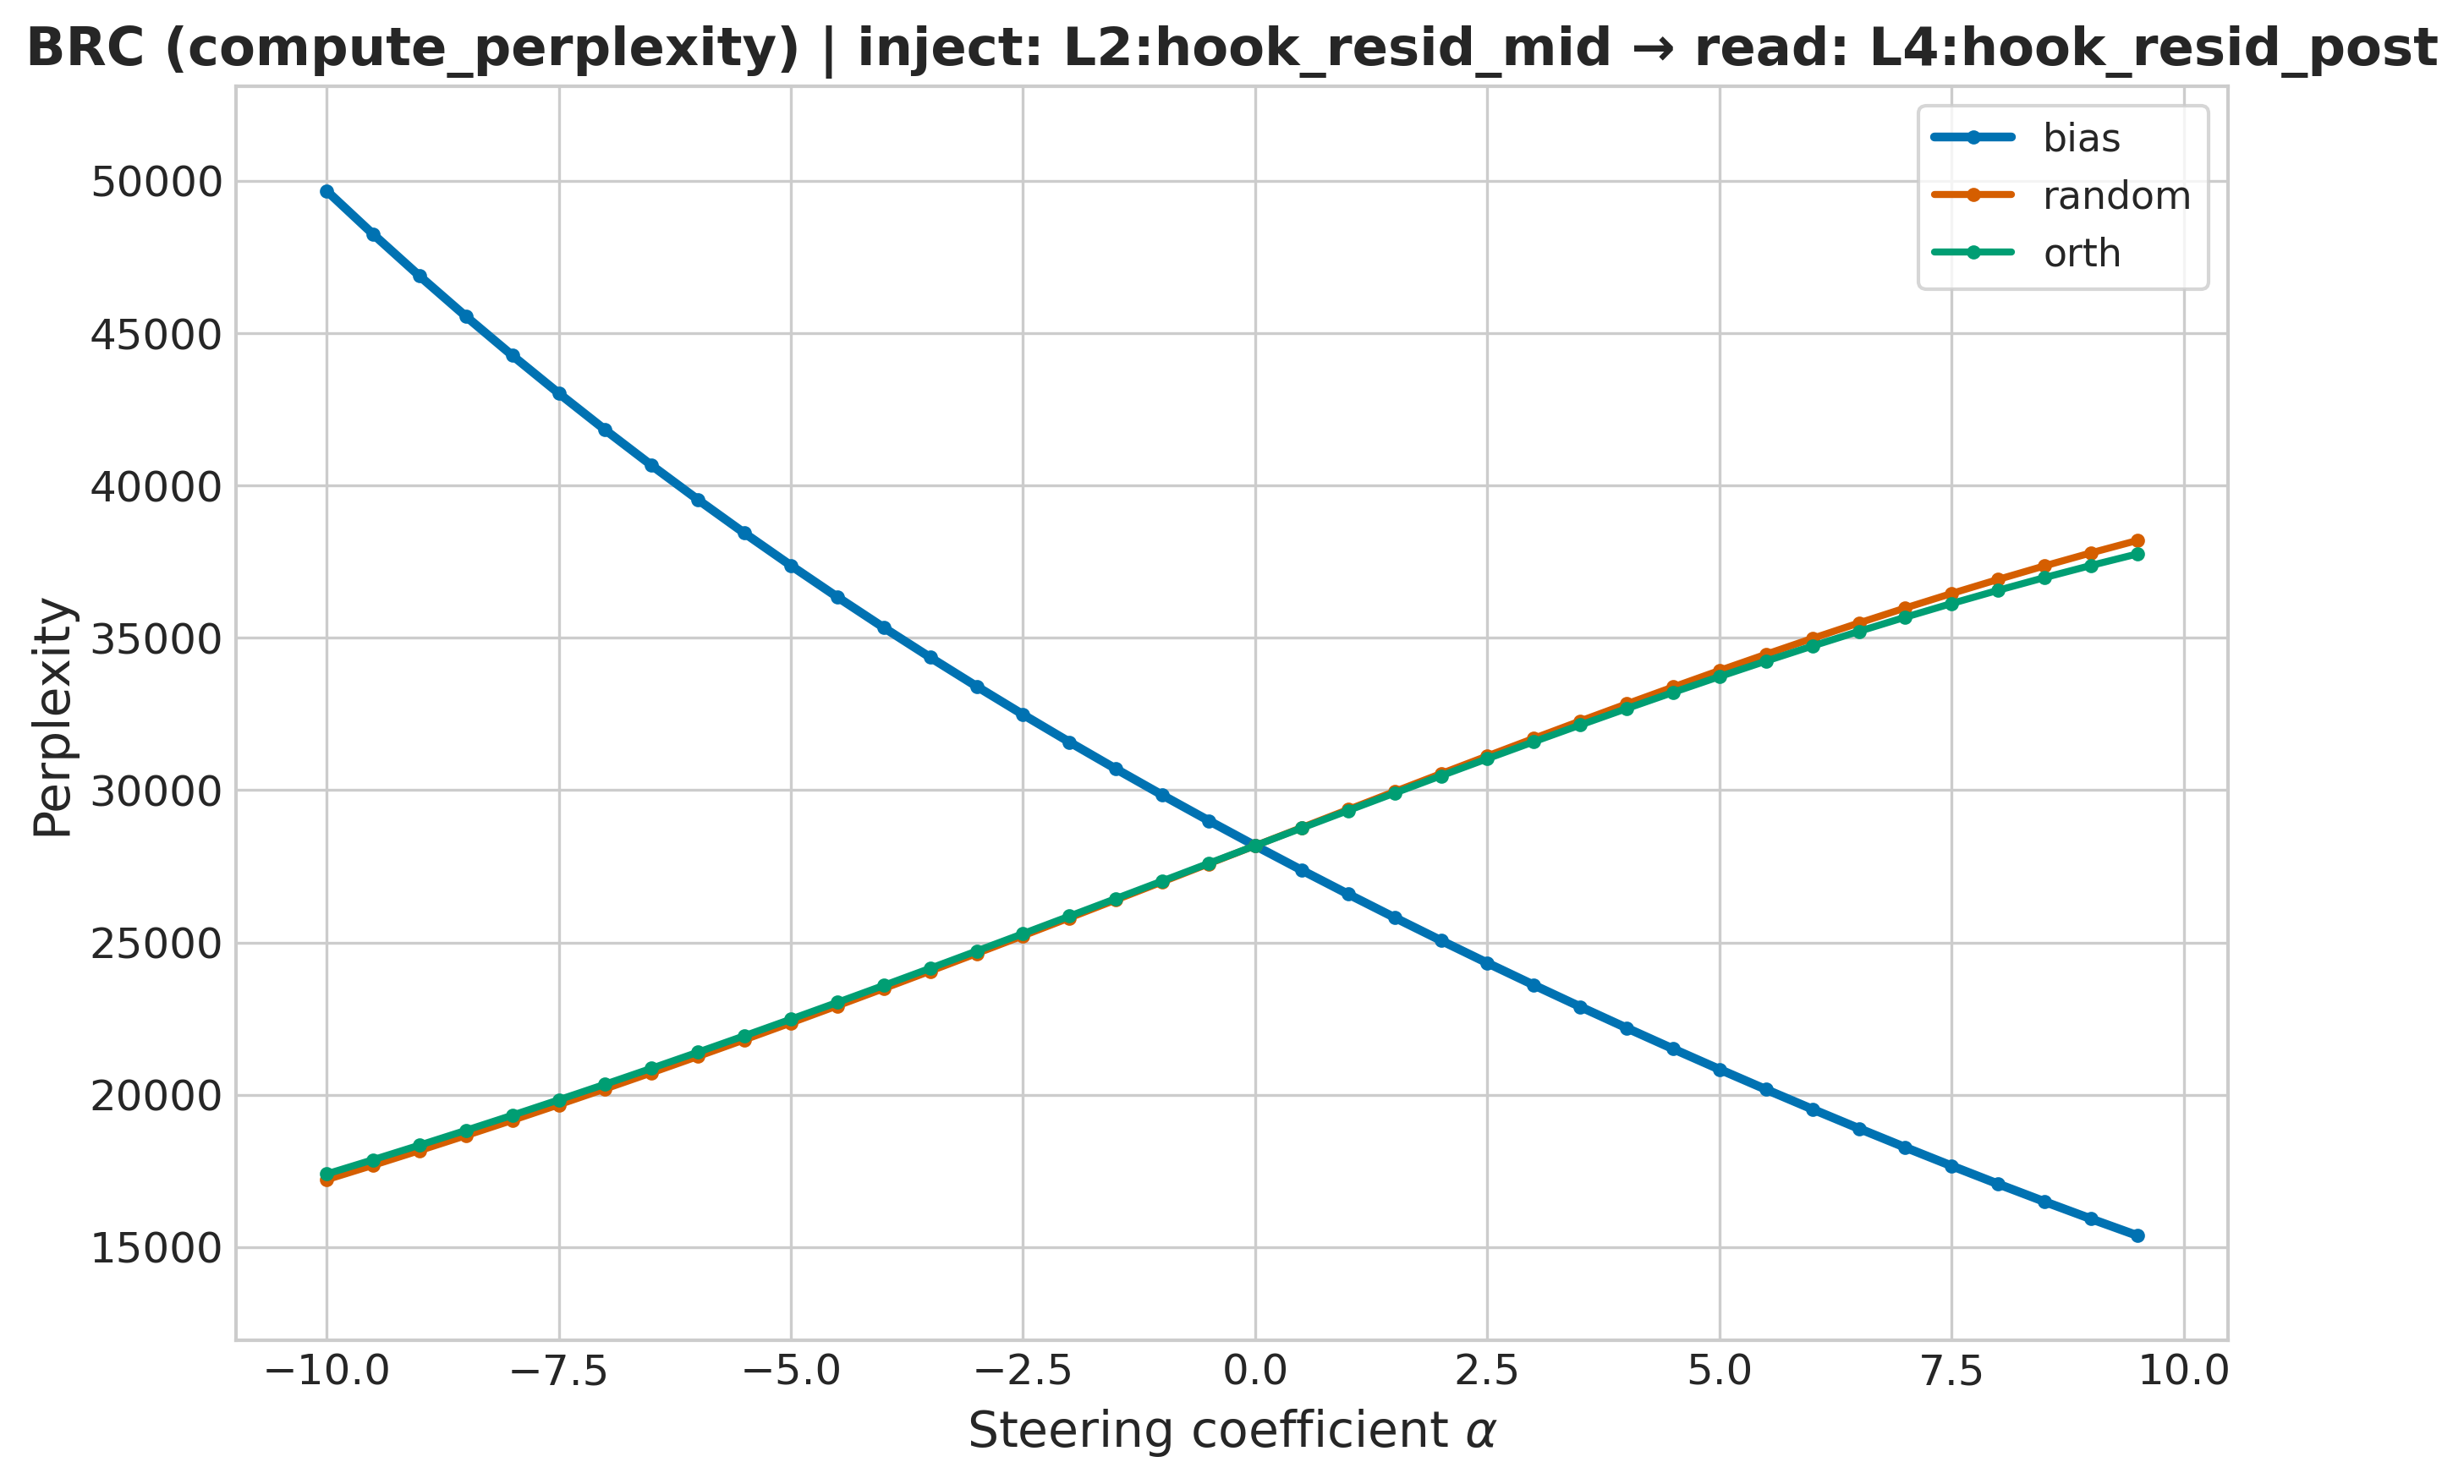 BRC (compute_perplexity) | inject: L2:hook_resid_mid → read: L4:hook_resid_post
bias
random
orth
Perplexity
50000
45000
40000
35000
30000
25000
20000
15000
−10.0 −7.5 −5.0 −2.5 0.0 2.5 5.0 7.5 10.0
Steering coefficient α